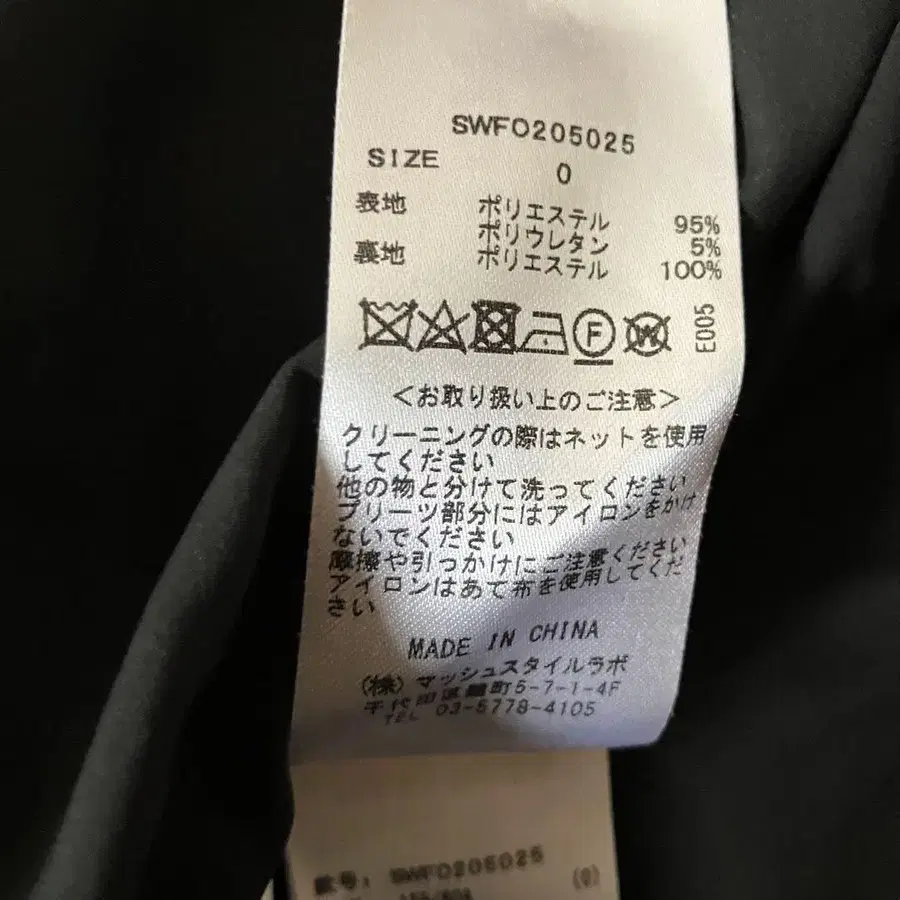 SWFO205025
SIZE 0
表地 ポリエステル 95%
ポリウレタン 5%
裏地 ポリエステル 100%
F W E005
<お取り扱い上のご注意>
クリーニングの際はネットを使用
してください
他の物と分けて洗ってください
プリーツ部分にはアイロンをかけ
ないでください
摩擦や引っかけにご注意ください
アイロンはあて布を使用してくだ
さい
MADE IN CHINA
(株) マッシュスタイルラボ
千代田区麹町5-7-1-4F
TEL 03-5778-4105
款号: SWFO205025 (0)